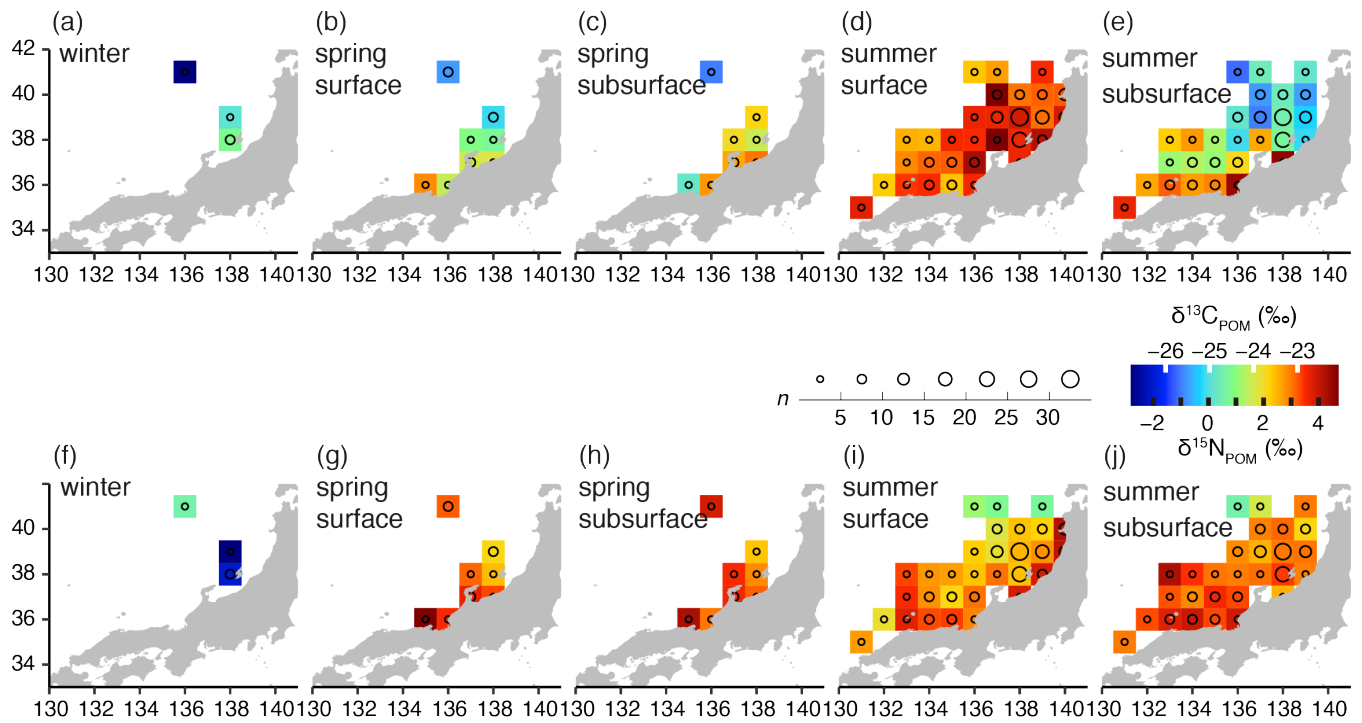 (a) (b) (c) (d) (e)
winter spring spring summer summer
surface subsurface surface subsurface
42
40
38
36
34
130 132 134 136 138 140 130 132 134 136 138 140 130 132 134 136 138 140 130 132 134 136 138 140 130 132 134 136 138 140
δ¹³C_POM (‰)
−26 −25 −24 −23
n
5 10 15 20 25 30
−2 0 2 4
δ¹⁵N_POM (‰)
(f) (g) (h) (i) (j)
winter spring spring summer summer
surface subsurface surface subsurface
40
38
36
34
130 132 134 136 138 140 130 132 134 136 138 140 130 132 134 136 138 140 130 132 134 136 138 140 130 132 134 136 138 140